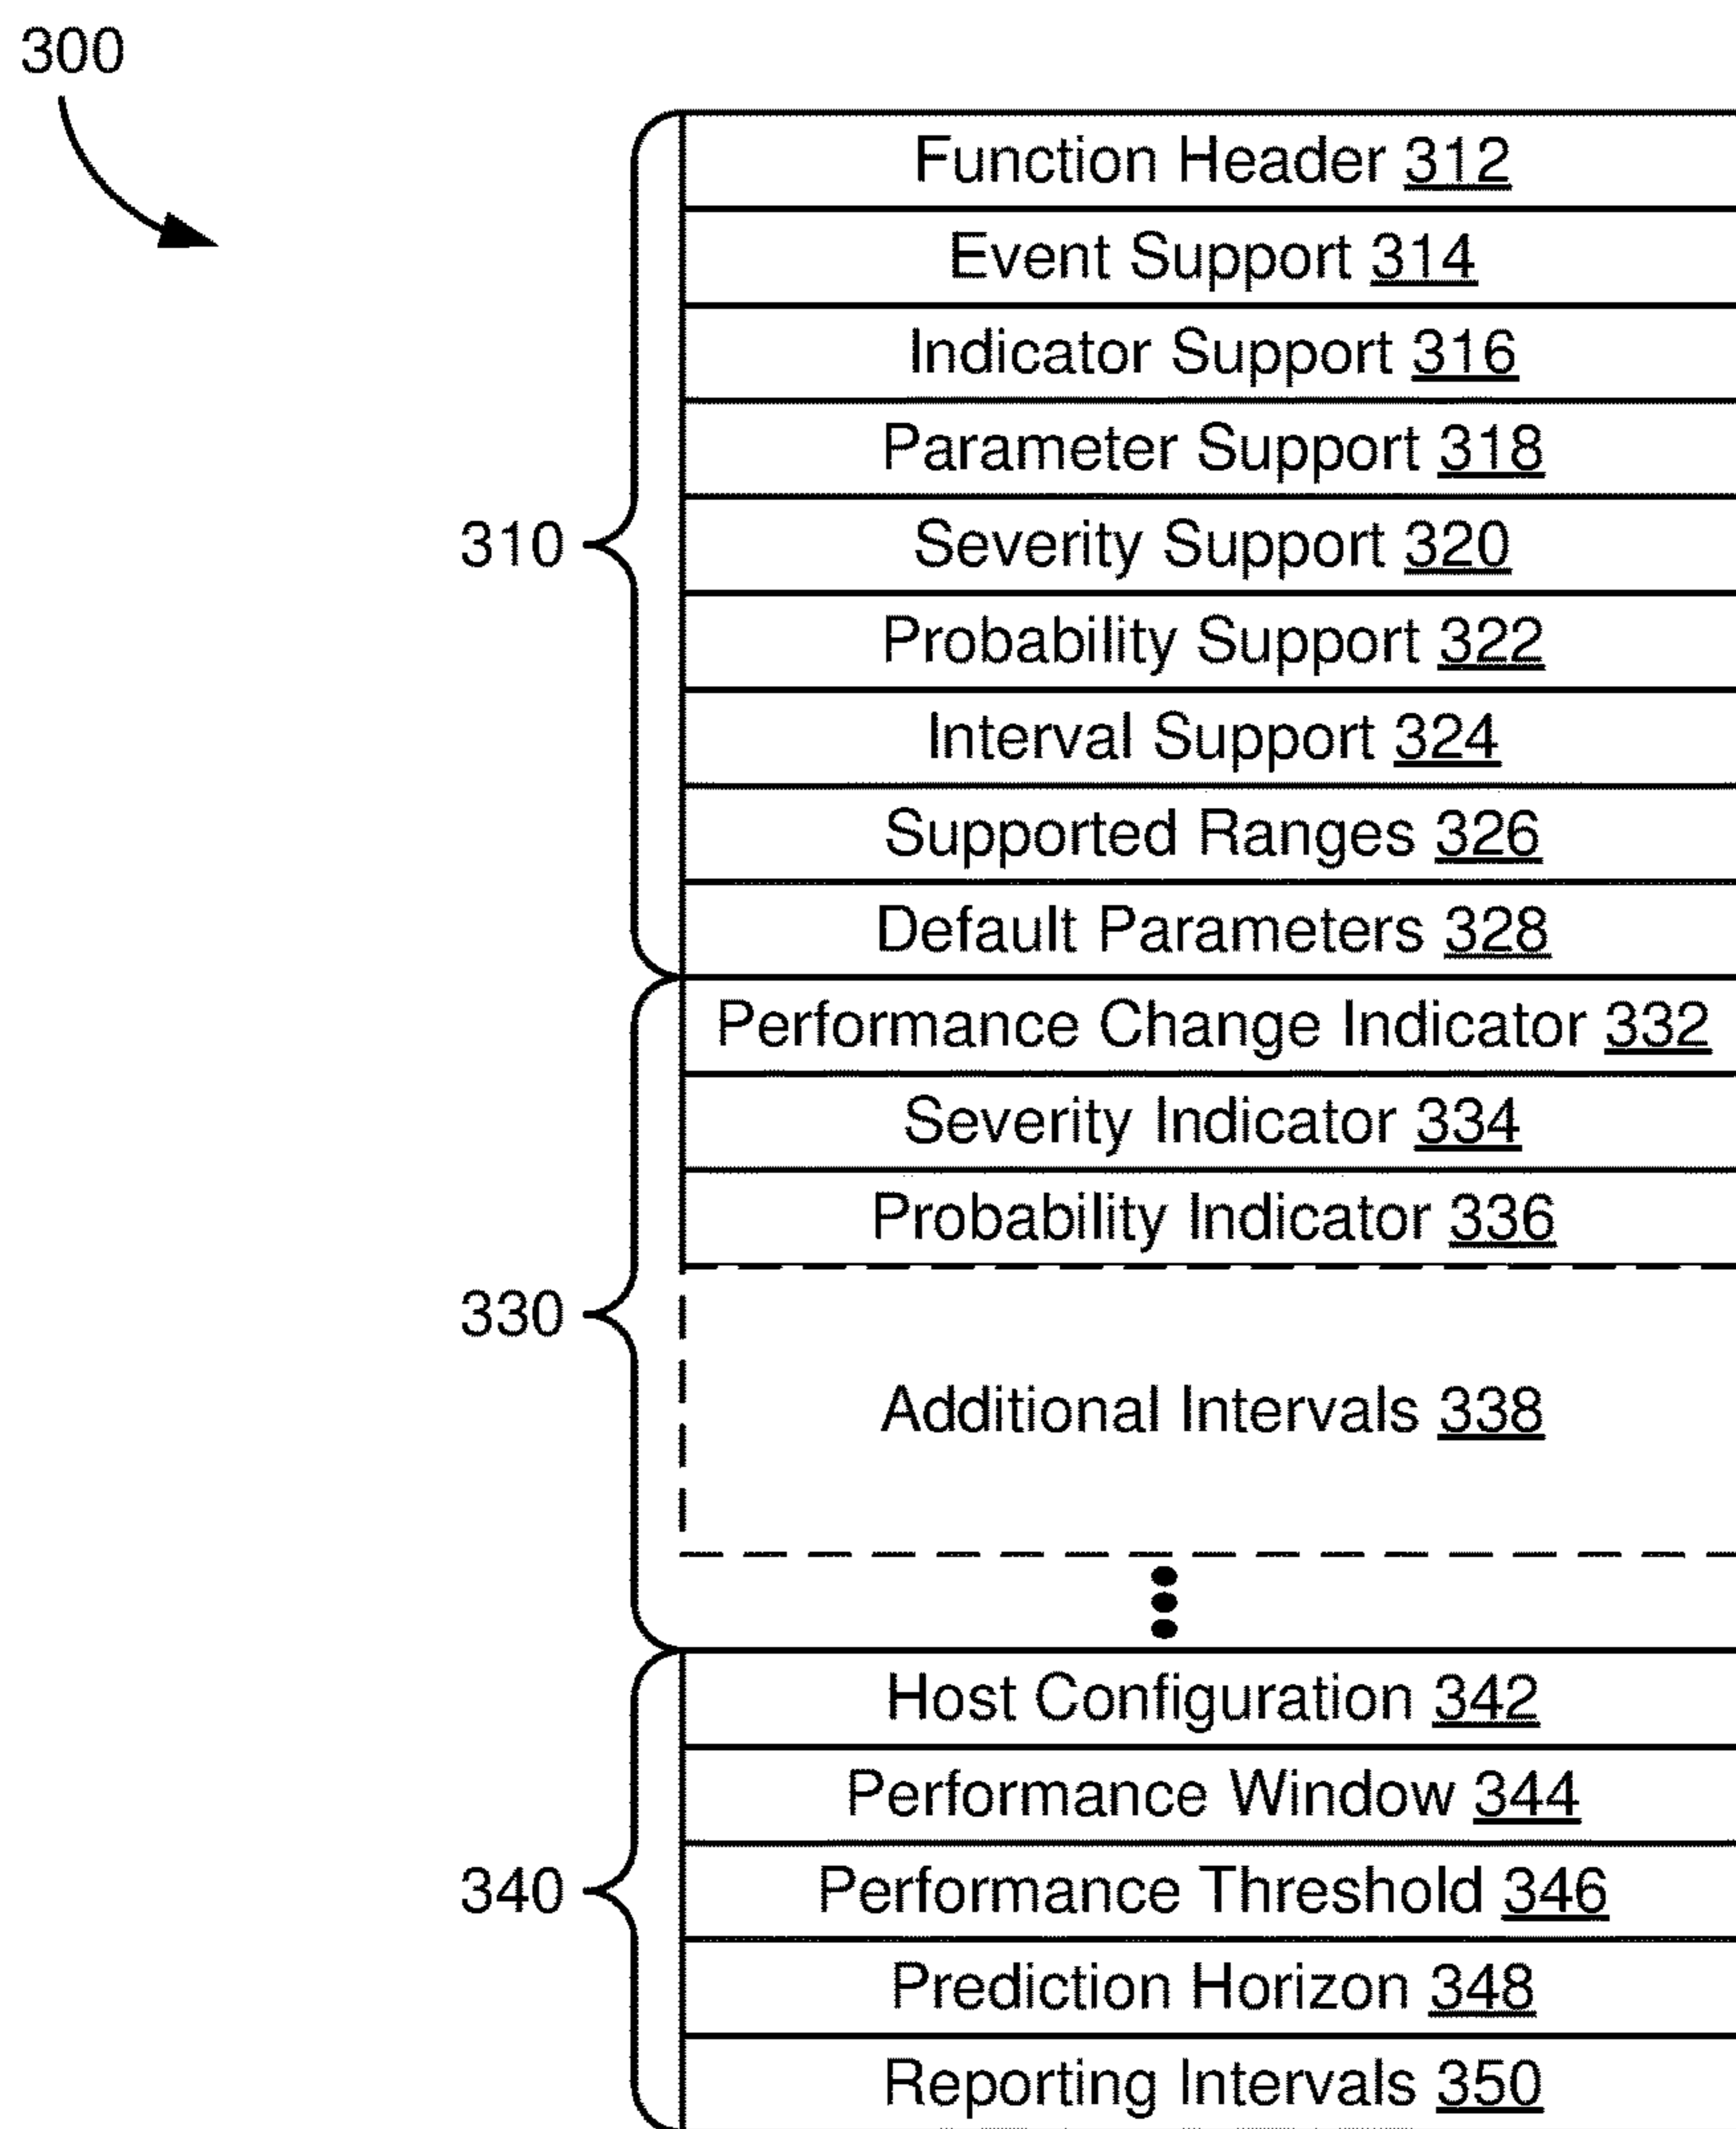 300
Function Header 312
Event Support 314
Indicator Support 316
Parameter Support 318
310
Severity Support 320
Probability Support 322
Interval Support 324
Supported Ranges 326
Default Parameters 328
Performance Change Indicator 332
Severity Indicator 334
Probability Indicator 336
330
Additional Intervals 338
Host Configuration 342
Performance Window 344
340
Performance Threshold 346
Prediction Horizon 348
Reporting Intervals 350